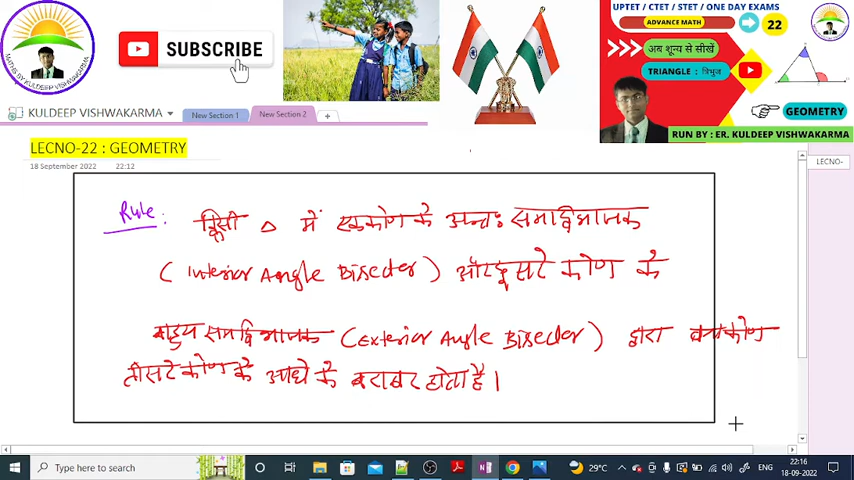 SUBSCRIBE
UPTET / CTET / STET / ONE DAY EXAMS
ADVANCE MATH
22
अब शून्य से सीखें
TRIANGLE : त्रिभुज
GEOMETRY
RUN BY : ER. KULDEEP VISHWAKARMA
KULDEEP VISHWAKARMA
New Section 1
New Section 2
+
LECNO-22 : GEOMETRY
18 September 2022 22:12
LECNO-
Rule :
किसी △ में एक कोण के अन्तः समाद्विभाजक
(Interior Angle Bisector) और दूसरे कोण के
बाह्य समद्विभाजक (Exterior Angle Bisector) द्वारा बना कोण
तीसरे कोण के आधे के बराबर होता है।
Type here to search
29°C
ENG
22:16
18-09-2022